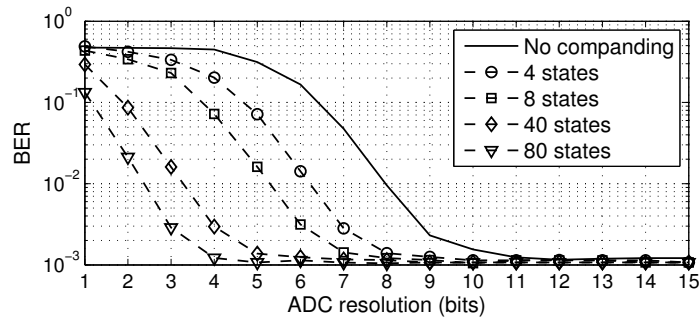 10^0
10^-1
10^-2
10^-3
BER
No companding
4 states
8 states
40 states
80 states
1 2 3 4 5 6 7 8 9 10 11 12 13 14 15
ADC resolution (bits)